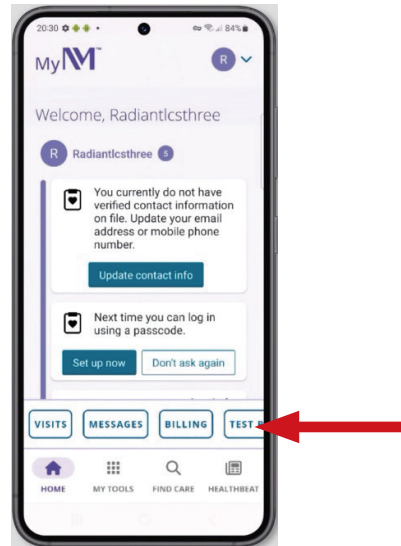 20:30
84%
MyNM™
R
Welcome, Radiantlcsthree
R Radiantlcsthree 5
You currently do not have
verified contact information
on file. Update your email
address or mobile phone
number.
Update contact info
Next time you can log in
using a passcode.
Set up now Don't ask again
VISITS MESSAGES BILLING TEST
HOME MY TOOLS FIND CARE HEALTHBEAT